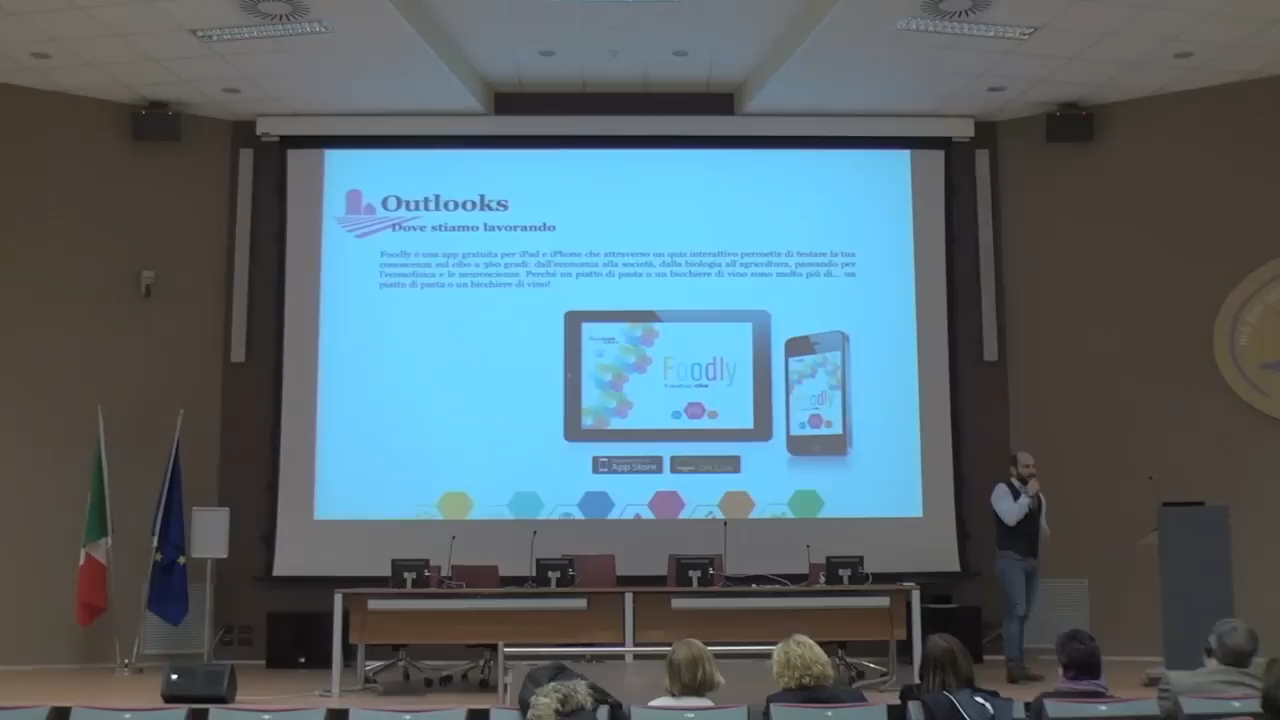 Outlooks
Dove stiamo lavorando
Foodly è una app gratuita per iPad e iPhone che attraverso un quiz interattivo permette di testare la tua
conoscenza sul cibo a 360 gradi: dall'economia alla società, dalla biologia all'agricoltura, passando per
l'econofisica e le neuroscienze. Perché un piatto di pasta o un bicchiere di vino sono molto più di... un
piatto di pasta o un bicchiere di vino!
Foodly
Foodly
App Store